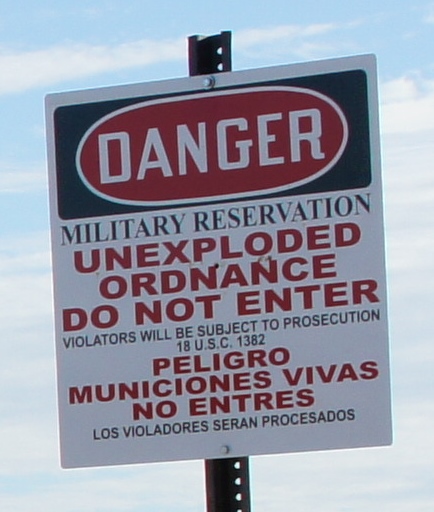 DANGER
MILITARY RESERVATION
UNEXPLODED
ORDNANCE
DO NOT ENTER
VIOLATORS WILL BE SUBJECT TO PROSECUTION
18 U.S.C. 1382
PELIGRO
MUNICIONES VIVAS
NO ENTRES
LOS VIOLADORES SERAN PROCESADOS